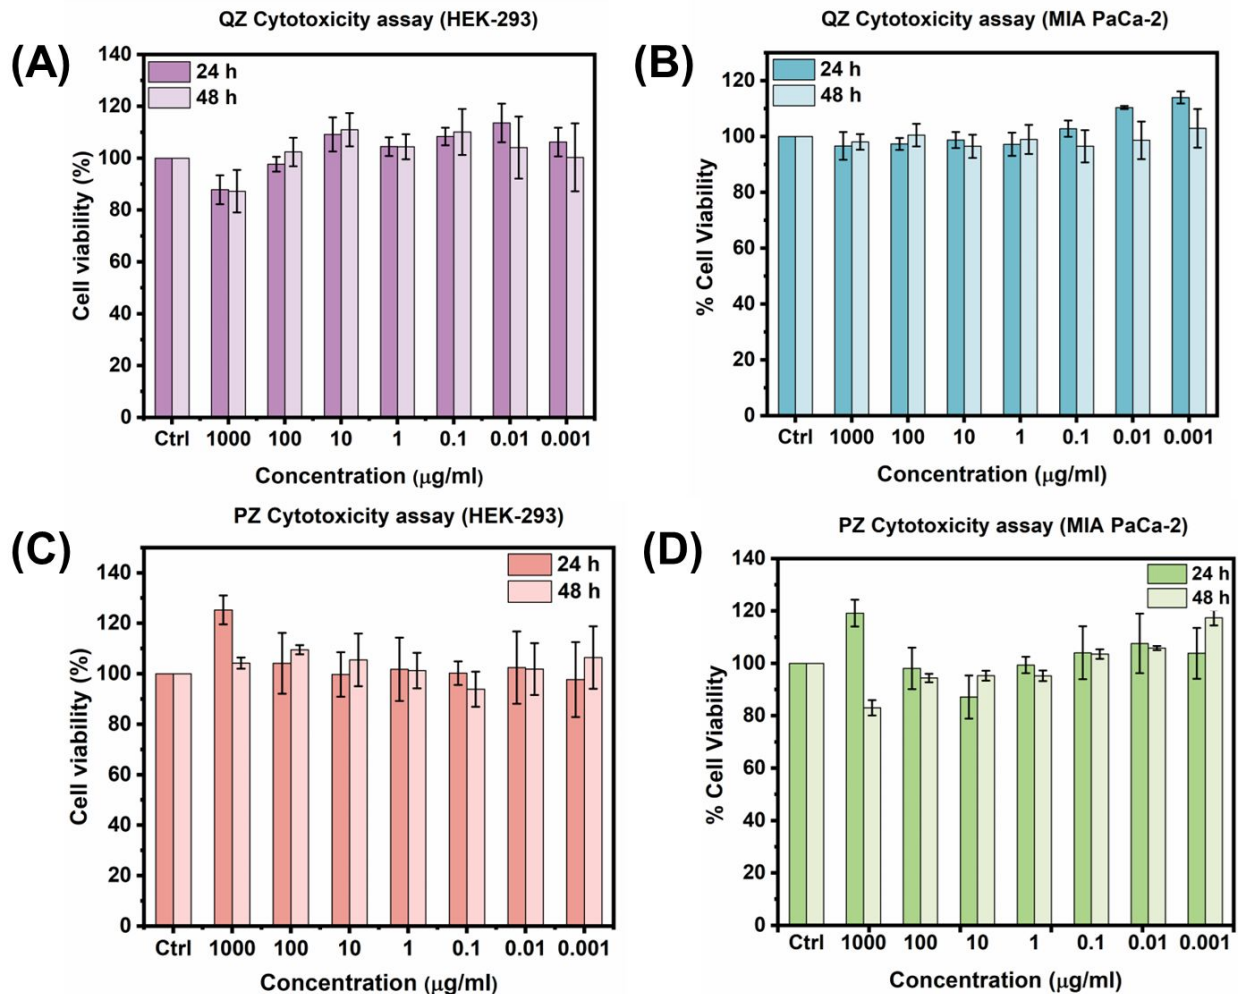 QZ Cytotoxicity assay (HEK-293)
(A)
24 h
48 h
140
120
100
80
60
40
20
0
Cell viability (%)
Ctrl 1000 100 10 1 0.1 0.01 0.001
Concentration (μg/ml)
QZ Cytotoxicity assay (MIA PaCa-2)
(B)
24 h
48 h
120
100
80
60
40
20
0
% Cell Viability
Ctrl 1000 100 10 1 0.1 0.01 0.001
Concentration (μg/ml)
PZ Cytotoxicity assay (HEK-293)
(C)
24 h
48 h
140
120
100
80
60
40
20
0
Cell viability (%)
Ctrl 1000 100 10 1 0.1 0.01 0.001
Concentration (μg/ml)
PZ Cytotoxicity assay (MIA PaCa-2)
(D)
24 h
48 h
140
120
100
80
60
40
20
0
% Cell Viability
Ctrl 1000 100 10 1 0.1 0.01 0.001
Concentration (μg/ml)